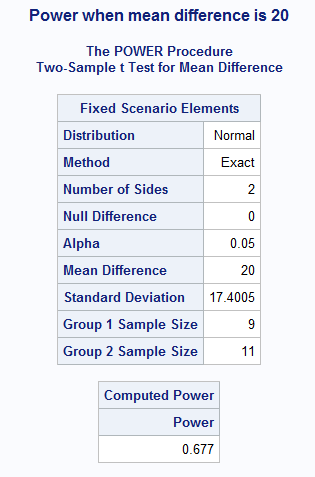 Power when mean difference is 20
The POWER Procedure
Two-Sample t Test for Mean Difference
Fixed Scenario Elements
Distribution Normal
Method Exact
Number of Sides 2
Null Difference 0
Alpha 0.05
Mean Difference 20
Standard Deviation 17.4005
Group 1 Sample Size 9
Group 2 Sample Size 11
Computed Power
Power
0.677